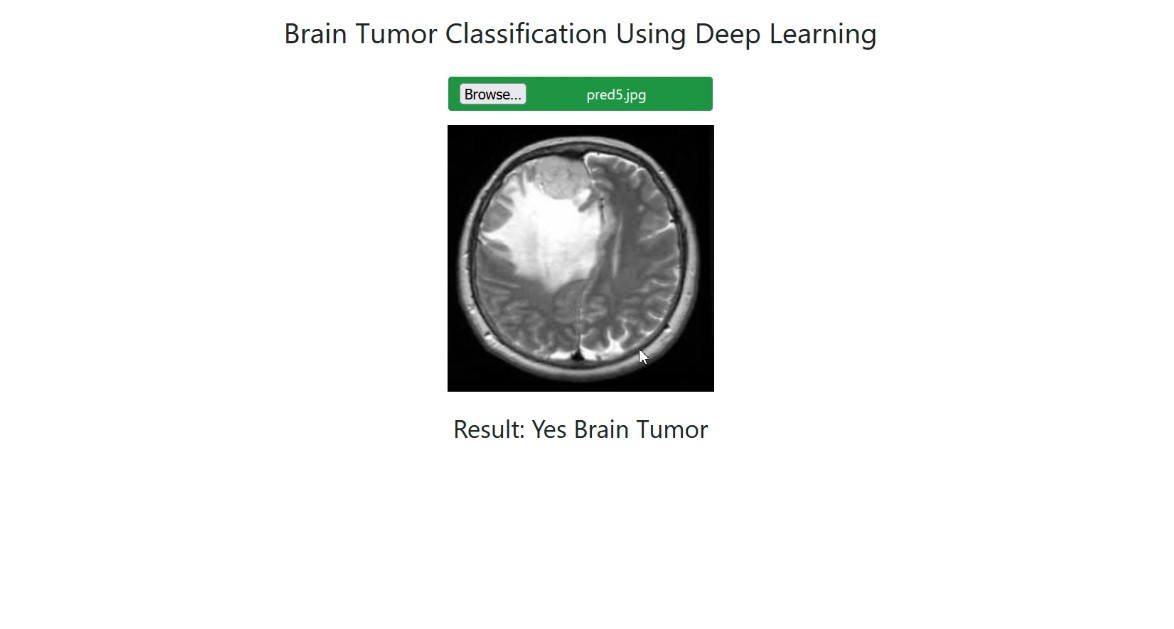 Brain Tumor Classification Using Deep Learning
Browse... pred5.jpg
Result: Yes Brain Tumor